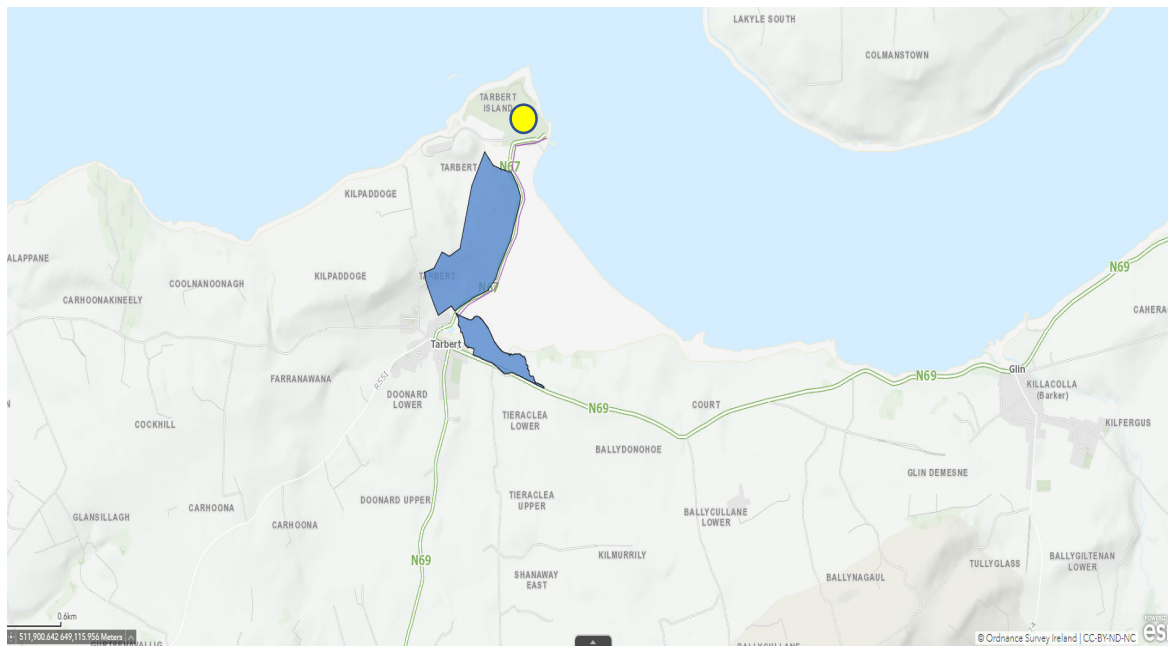 LAKYLE SOUTH
COLMANSTOWN
TARBERT
ISLAND
TARBERT
N67
KILPADDOGE
ALAPPANE
KILPADDOGE
TARBERT
COOLNANOONAGH
N67
N69
CARHOONAKINEELY
CAHERA
Tarbert
Glin
R551
FARRANAWANA
N69
KILLACOLLA
(Barker)
DOONARD
LOWER
N
COURT
N69
TIERACLEA
LOWER
COCKHILL
KILFERGUS
BALLYDONOHOE
GLIN DEMESNE
DOONARD UPPER
TIERACLEA
UPPER
CARHOONA
GLANSILLAGH
CARHOONA
BALLYCULLANE
LOWER
KILMURRILY
N69
TULLYGLASS
BALLYGILTENAN
LOWER
SHANAWAY
EAST
BALLYNAGAUL
0.6km
511,900.642 649,115.956 Meters
BALLYCULLANE
© Ordnance Survey Ireland | CC-BY-ND-NC
esr